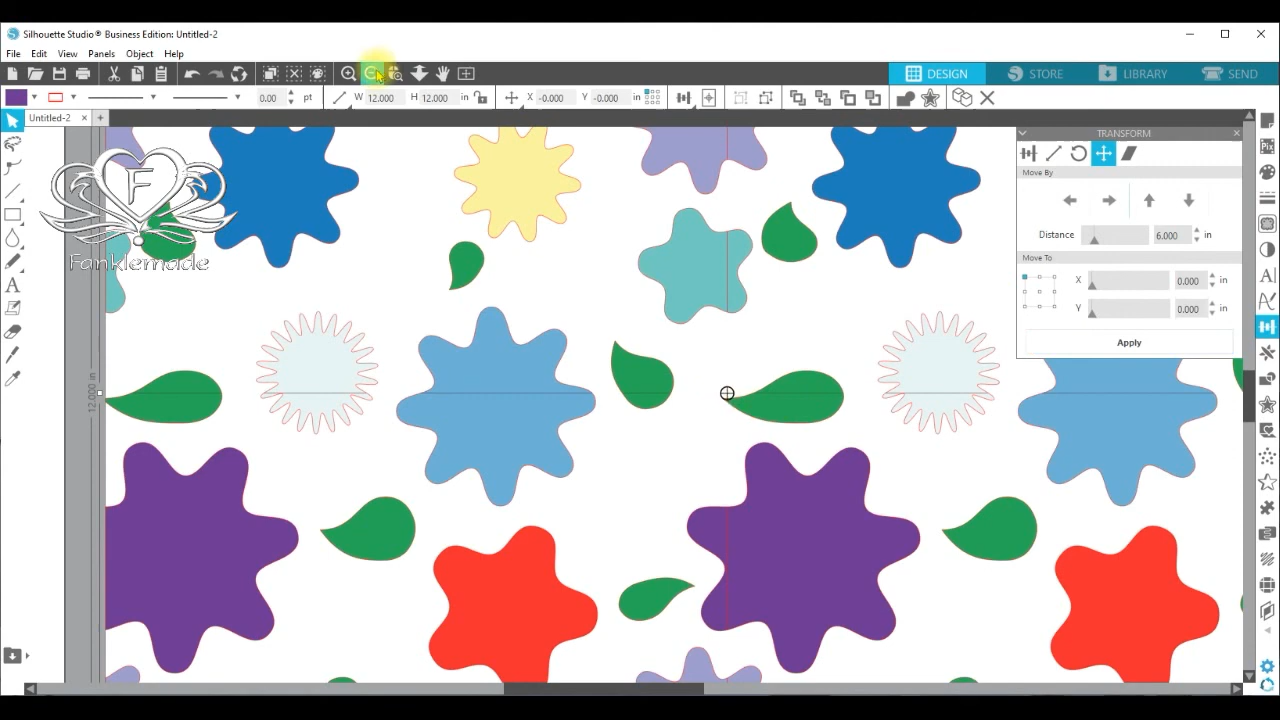 Silhouette Studio® Business Edition: Untitled-2
File Edit View Panels Object Help
DESIGN STORE LIBRARY SEND
0.00 pt W 12.000 H 12.000 in X -0.000 Y -0.000 in
Untitled-2
TRANSFORM
Move By
Distance 6.000 in
Move To
X 0.000 in
Y 0.000 in
Apply
F
Fanklemade
12.000 in